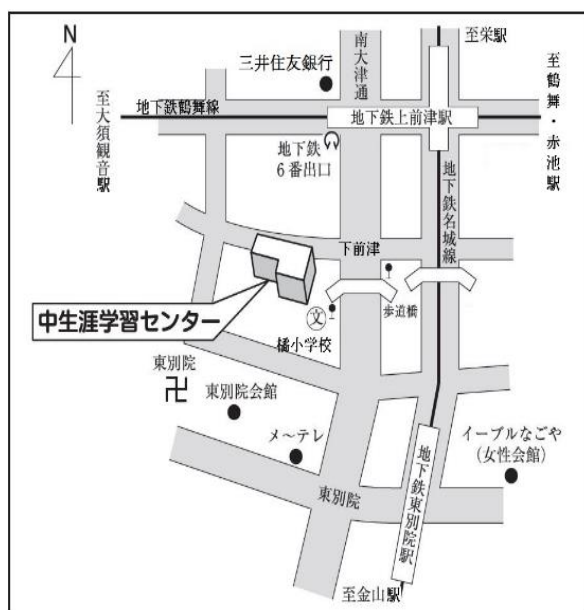 N
至栄駅
南大津通
三井住友銀行
至大須観音駅
地下鉄鶴舞線
地下鉄上前津駅
至鶴舞・赤池駅
地下鉄
6番出口
地下鉄名城線
下前津
中生涯学習センター
文
橘小学校
歩道橋
東別院
卍
東別院会館
メ～テレ
イーブルなごや
(女性会館)
東別院
地下鉄東別院駅
至金山駅